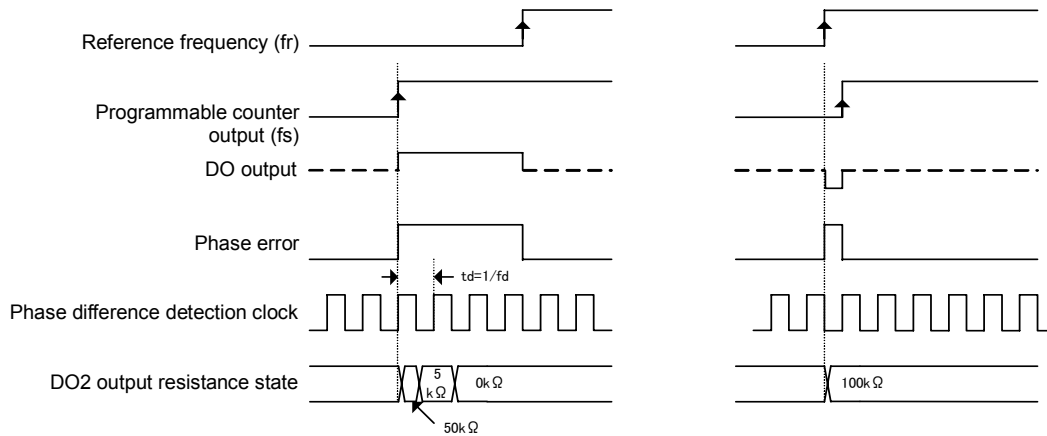 Reference frequency (fr)
Programmable counter
output (fs)
DO output
Phase error
td=1/fd
Phase difference detection clock
DO2 output resistance state
5
kΩ
0kΩ
100kΩ
50kΩ